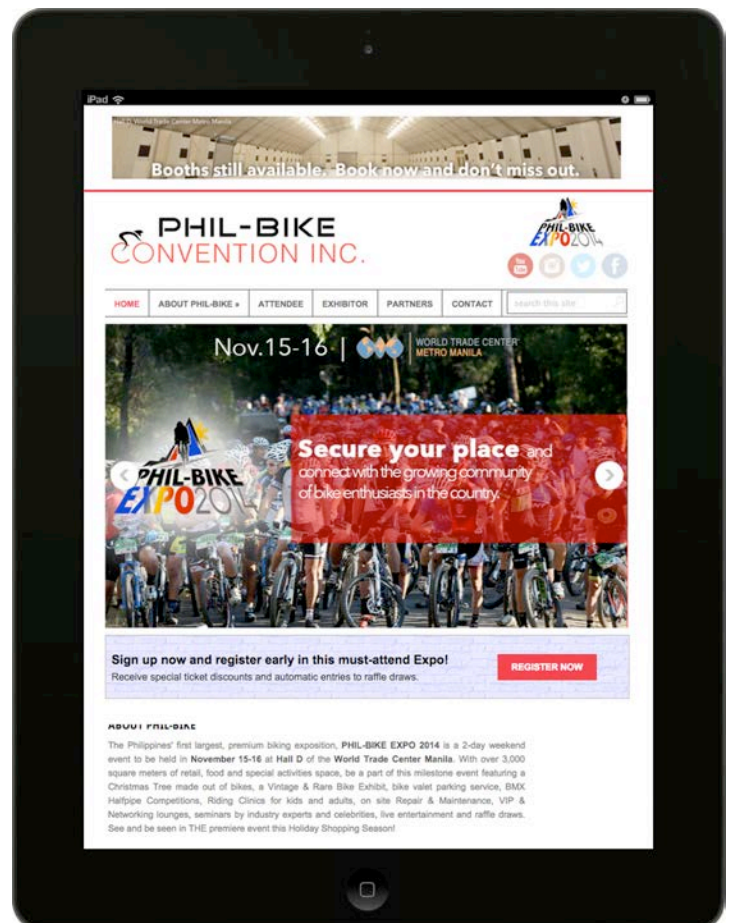 iPad
Hall D, World Trade Center Metro Manila
Booths still available. Book now and don't miss out.
PHIL-BIKE
CONVENTION INC.
PHIL-BIKE
EXPO2014
You
Tube
HOME
ABOUT PHIL-BIKE »
ATTENDEE
EXHIBITOR
PARTNERS
CONTACT
search this site
Nov.15-16 |
WORLD TRADE CENTER
METRO MANILA
PHIL-BIKE
EXPO2014
Secure your place and
connect with the growing community
of bike enthusiasts in the country.
Sign up now and register early in this must-attend Expo!
Receive special ticket discounts and automatic entries to raffle draws.
REGISTER NOW
ABOUT PHIL-BIKE
The Philippines' first largest, premium biking exposition, PHIL-BIKE EXPO 2014 is a 2-day weekend
event to be held in November 15-16 at Hall D of the World Trade Center Manila. With over 3,000
square meters of retail, food and special activities space, be a part of this milestone event featuring a
Christmas Tree made out of bikes, a Vintage & Rare Bike Exhibit, bike valet parking service, BMX
Halfpipe Competitions, Riding Clinics for kids and adults, on site Repair & Maintenance, VIP &
Networking lounges, seminars by industry experts and celebrities, live entertainment and raffle draws.
See and be seen in THE premiere event this Holiday Shopping Season!